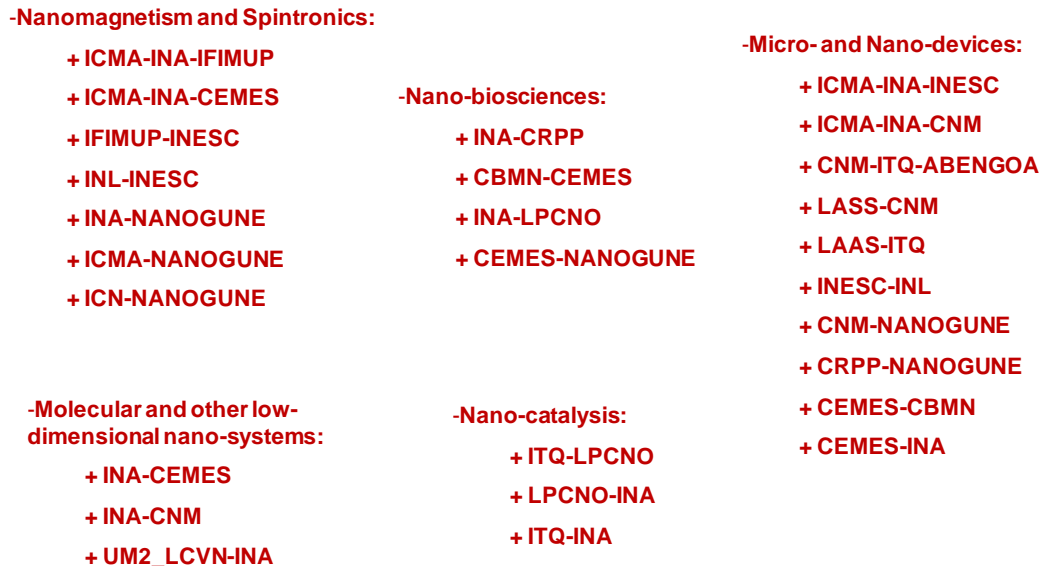 -Nanomagnetism and Spintronics:
+ ICMA-INA-IFIMUP
+ ICMA-INA-CEMES
+ IFIMUP-INESC
+ INL-INESC
+ INA-NANOGUNE
+ ICMA-NANOGUNE
+ ICN-NANOGUNE
-Nano-biosciences:
+ INA-CRPP
+ CBMN-CEMES
+ INA-LPCNO
+ CEMES-NANOGUNE
-Micro- and Nano-devices:
+ ICMA-INA-INESC
+ ICMA-INA-CNM
+ CNM-ITQ-ABENGOA
+ LASS-CNM
+ LAAS-ITQ
+ INESC-INL
+ CNM-NANOGUNE
+ CRPP-NANOGUNE
+ CEMES-CBMN
+ CEMES-INA
-Molecular and other low-
dimensional nano-systems:
+ INA-CEMES
+ INA-CNM
+ UM2_LCVN-INA
-Nano-catalysis:
+ ITQ-LPCNO
+ LPCNO-INA
+ ITQ-INA